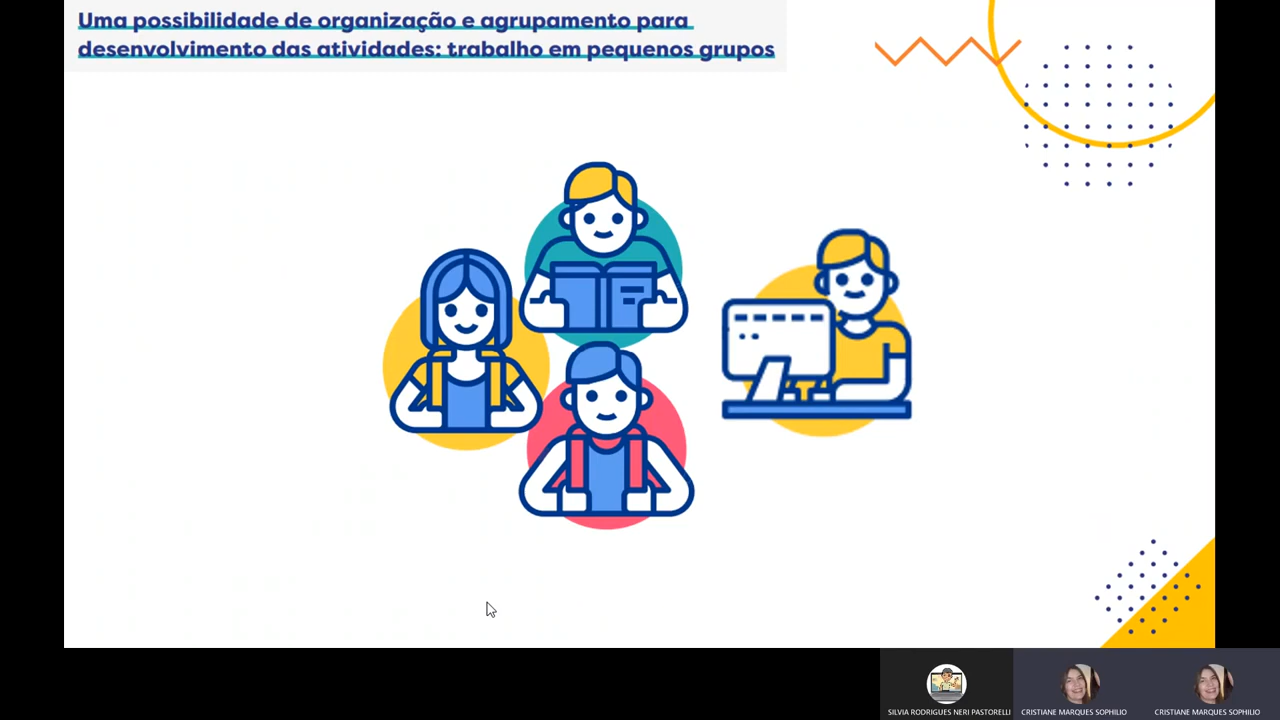 Uma possibilidade de organização e agrupamento para
desenvolvimento das atividades: trabalho em pequenos grupos
SILVIA RODRIGUES NERI PASTORELLI
CRISTIANE MARQUES SOPHILIO
CRISTIANE MARQUES SOPHILIO